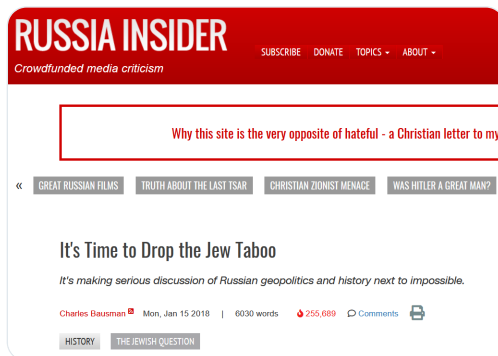 RUSSIA INSIDER
Crowdfunded media criticism
SUBSCRIBE DONATE TOPICS ABOUT
Why this site is the very opposite of hateful - a Christian letter to my
« GREAT RUSSIAN FILMS TRUTH ABOUT THE LAST TSAR CHRISTIAN ZIONIST MENACE WAS HITLER A GREAT MAN?
It's Time to Drop the Jew Taboo
It's making serious discussion of Russian geopolitics and history next to impossible.
Charles Bausman Mon, Jan 15 2018 | 6030 words 255,689 Comments
HISTORY THE JEWISH QUESTION